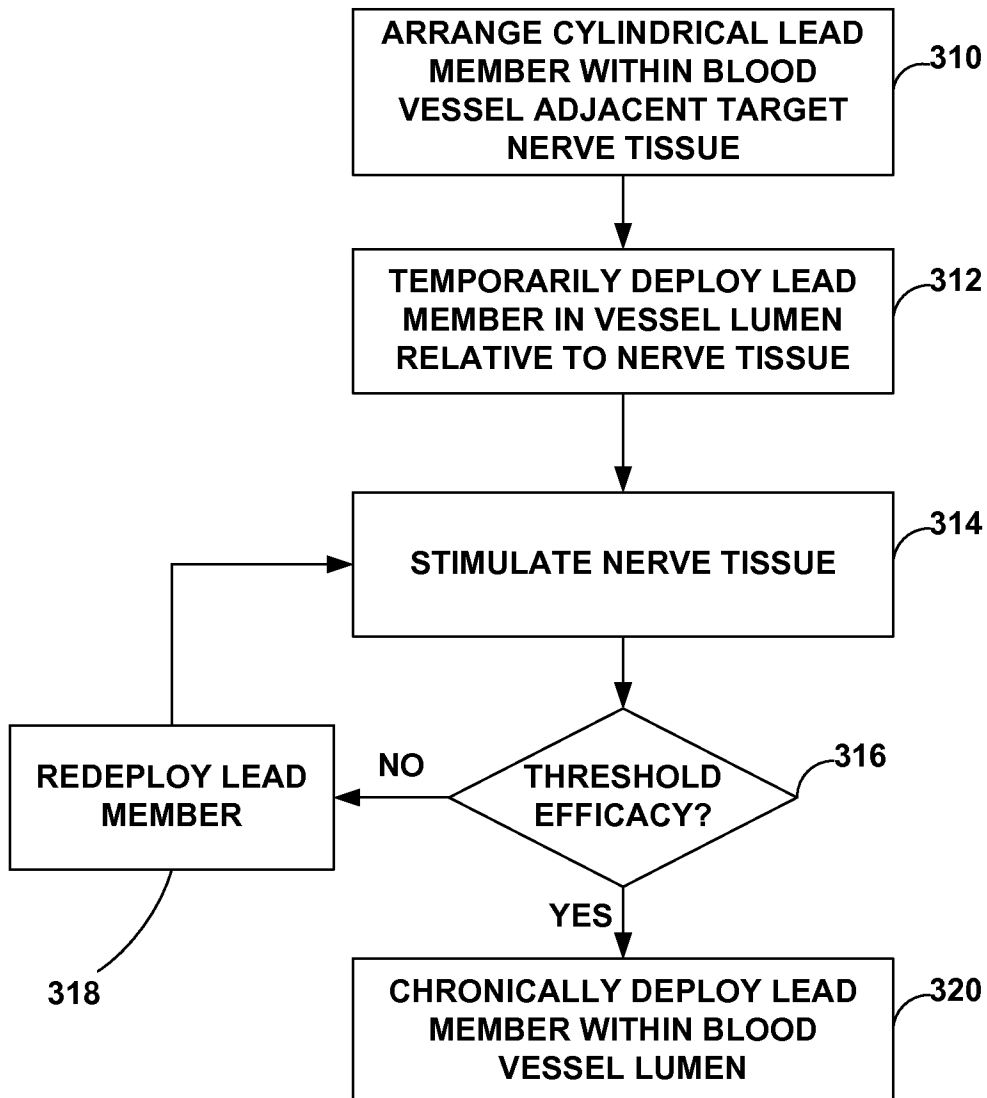 ARRANGE CYLINDRICAL LEAD
MEMBER WITHIN BLOOD
VESSEL ADJACENT TARGET
NERVE TISSUE
310
TEMPORARILY DEPLOY LEAD
MEMBER IN VESSEL LUMEN
RELATIVE TO NERVE TISSUE
312
STIMULATE NERVE TISSUE
314
THRESHOLD
EFFICACY?
316
NO
REDEPLOY LEAD
MEMBER
318
YES
CHRONICALLY DEPLOY LEAD
MEMBER WITHIN BLOOD
VESSEL LUMEN
320